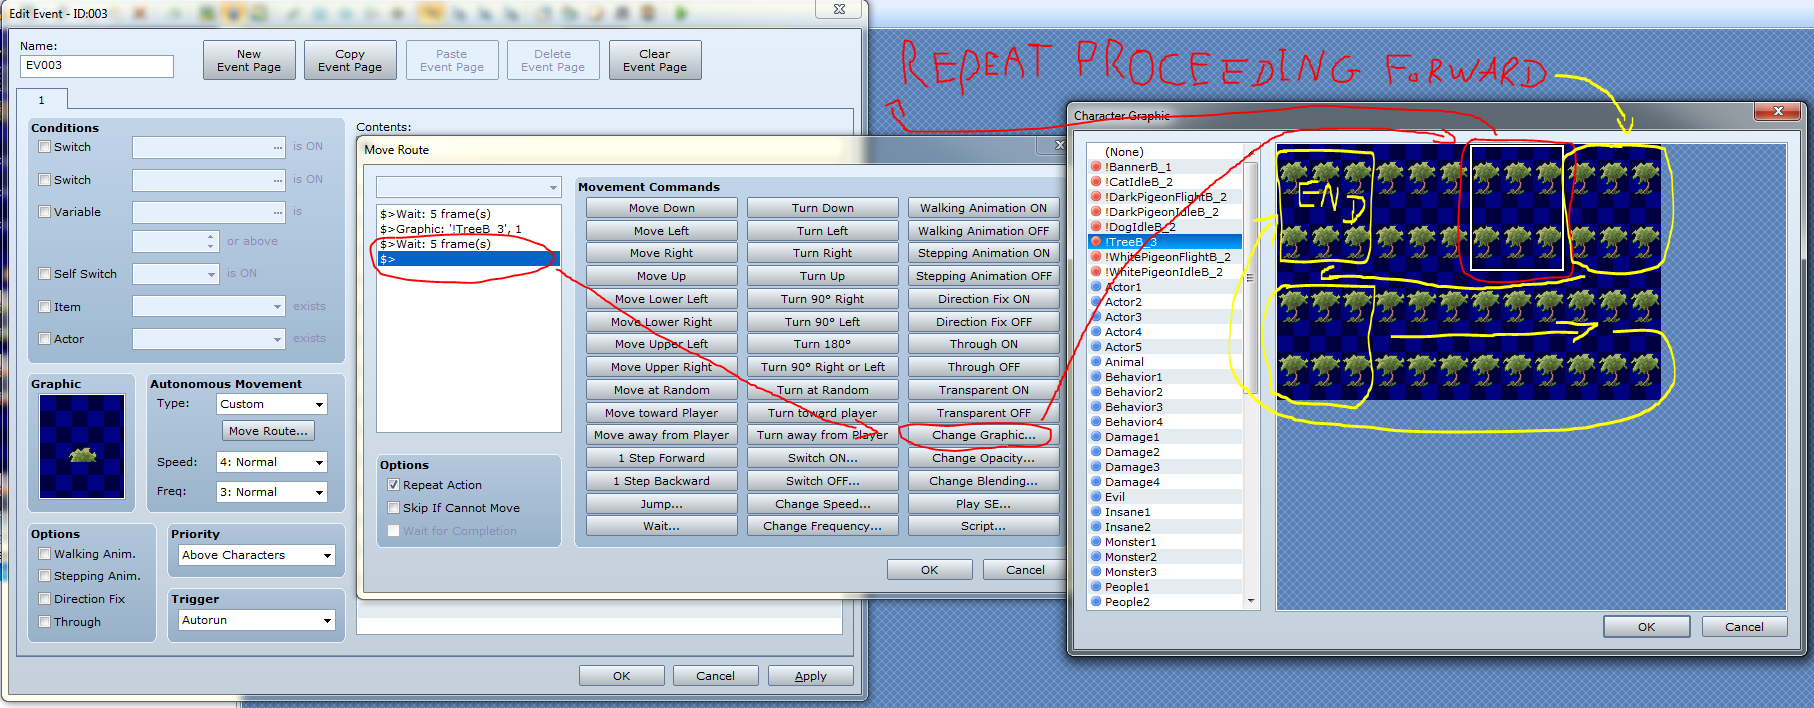 Edit Event - ID:003
Name:
EV003
New Event Page
Copy Event Page
Paste Event Page
Delete Event Page
Clear Event Page
1
Conditions
Switch ... is ON
Switch ... is ON
Variable ... is
or above
Self Switch is ON
Item exists
Actor exists
Graphic
Autonomous Movement
Type: Custom
Move Route...
Speed: 4: Normal
Freq: 3: Normal
Options
Walking Anim.
Stepping Anim.
Direction Fix
Through
Priority
Above Characters
Trigger
Autorun
Contents:
OK
Cancel
Apply
Move Route
$>Wait: 5 frame(s)
$>Graphic: '!TreeB_3', 1
$>Wait: 5 frame(s)
$>
Options
Repeat Action
Skip If Cannot Move
Wait for Completion
Movement Commands
Move Down
Turn Down
Walking Animation ON
Move Left
Turn Left
Walking Animation OFF
Move Right
Turn Right
Stepping Animation ON
Move Up
Turn Up
Stepping Animation OFF
Move Lower Left
Turn 90° Right
Direction Fix ON
Move Lower Right
Turn 90° Left
Direction Fix OFF
Move Upper Left
Turn 180°
Through ON
Move Upper Right
Turn 90° Right or Left
Through OFF
Move at Random
Turn at Random
Transparent ON
Move toward Player
Turn toward player
Transparent OFF
Move away from Player
Turn away from Player
Change Graphic...
1 Step Forward
Switch ON...
Change Opacity...
1 Step Backward
Switch OFF...
Change Blending...
Jump...
Change Speed...
Play SE...
Wait...
Change Frequency...
Script...
OK
Cancel
REPEAT PROCEEDING FORWARD
Character Graphic
(None)
!BannerB_1
!CatIdleB_2
!DarkPigeonFlightB_2
!DarkPigeonIdleB_2
!DogIdleB_2
!TreeB_3
!WhitePigeonFlightB_2
!WhitePigeonIdleB_2
Actor1
Actor2
Actor3
Actor4
Actor5
Animal
Behavior1
Behavior2
Behavior3
Behavior4
Damage1
Damage2
Damage3
Damage4
Evil
Insane1
Insane2
Monster1
Monster2
Monster3
People1
People2
END
OK
Cancel